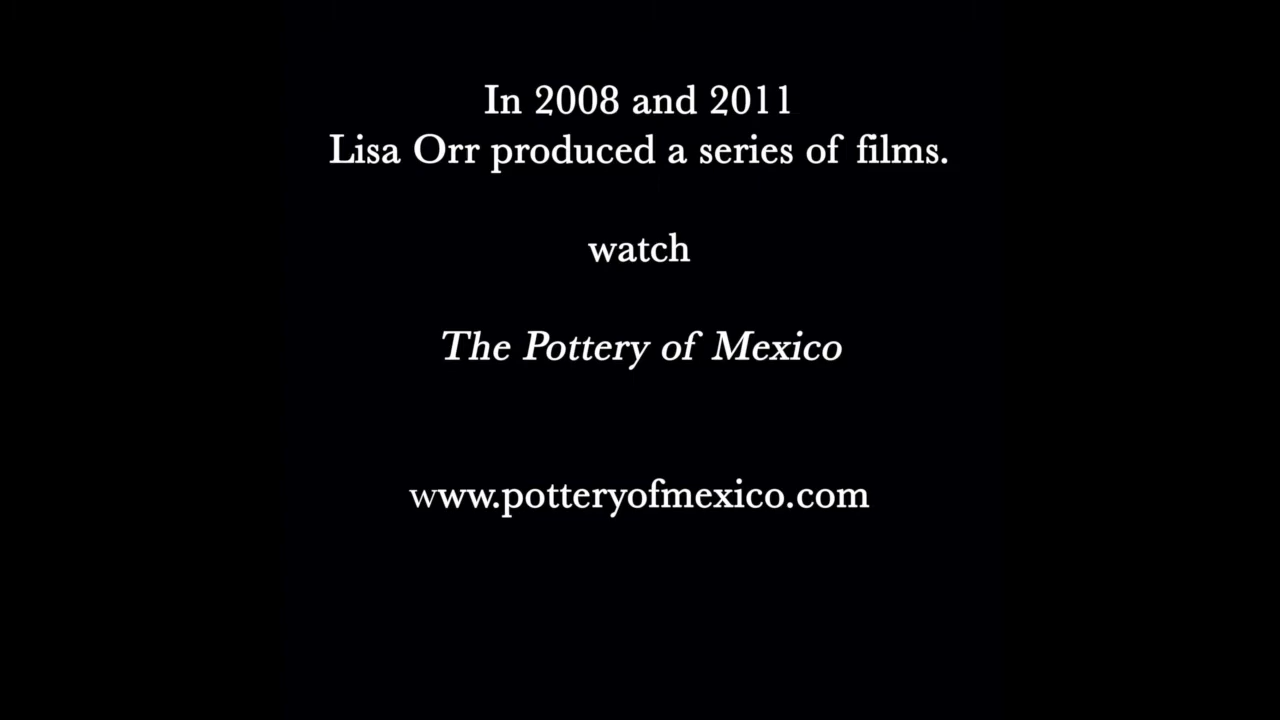 In 2008 and 2011
Lisa Orr produced a series of films.
watch
The Pottery of Mexico
www.potteryofmexico.com